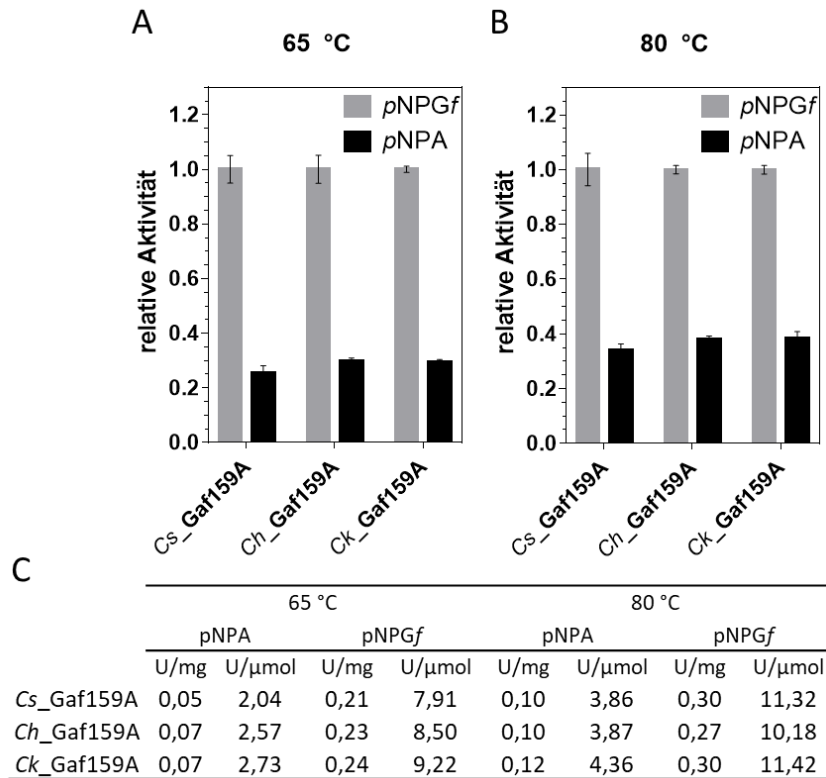 A
65 °C
1.2
1.0
0.8
0.6
0.4
0.2
0.0
relative Aktivität
pNPGf
pNPA
Cs_Gaf159A
Ch_Gaf159A
Ck_Gaf159A
B
80 °C
1.2
1.0
0.8
0.6
0.4
0.2
0.0
relative Aktivität
pNPGf
pNPA
Cs_Gaf159A
Ch_Gaf159A
Ck_Gaf159A
C
65 °C 80 °C
pNPA pNPGf pNPA pNPGf
U/mg U/µmol U/mg U/µmol U/mg U/µmol U/mg U/µmol
Cs_Gaf159A 0,05 2,04 0,21 7,91 0,10 3,86 0,30 11,32
Ch_Gaf159A 0,07 2,57 0,23 8,50 0,10 3,87 0,27 10,18
Ck_Gaf159A 0,07 2,73 0,24 9,22 0,12 4,36 0,30 11,42